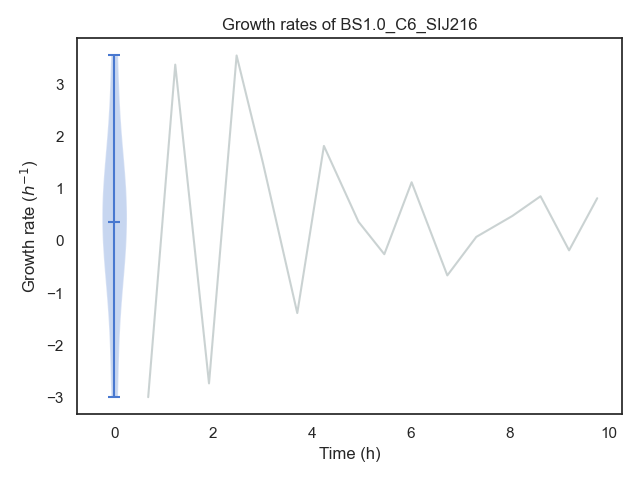 Growth rates of BS1.0_C6_SIJ216
Growth rate (h⁻¹)
3
2
1
0
−1
−2
−3
0 2 4 6 8 10
Time (h)